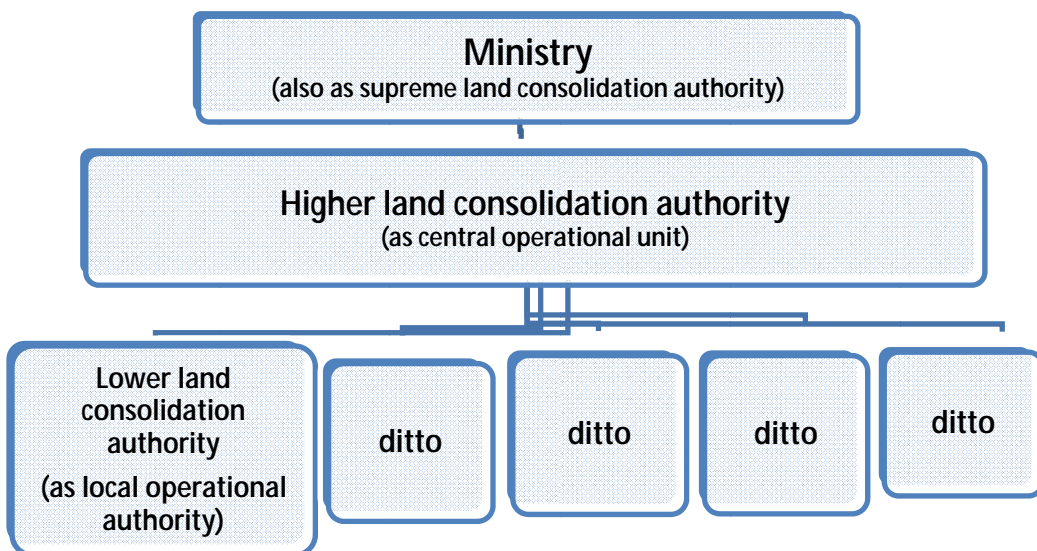 Ministry
(also as supreme land consolidation authority)
Higher land consolidation authority
(as central operational unit)
Lower land
consolidation
authority
(as local operational
authority)
ditto
ditto
ditto
ditto